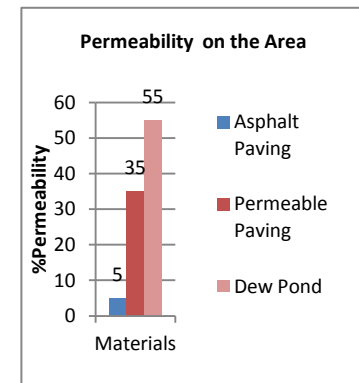 Permeability on the Area
%Permeability
60
50
40
30
20
10
0
5
35
55
Materials
Asphalt
Paving
Permeable
Paving
Dew Pond